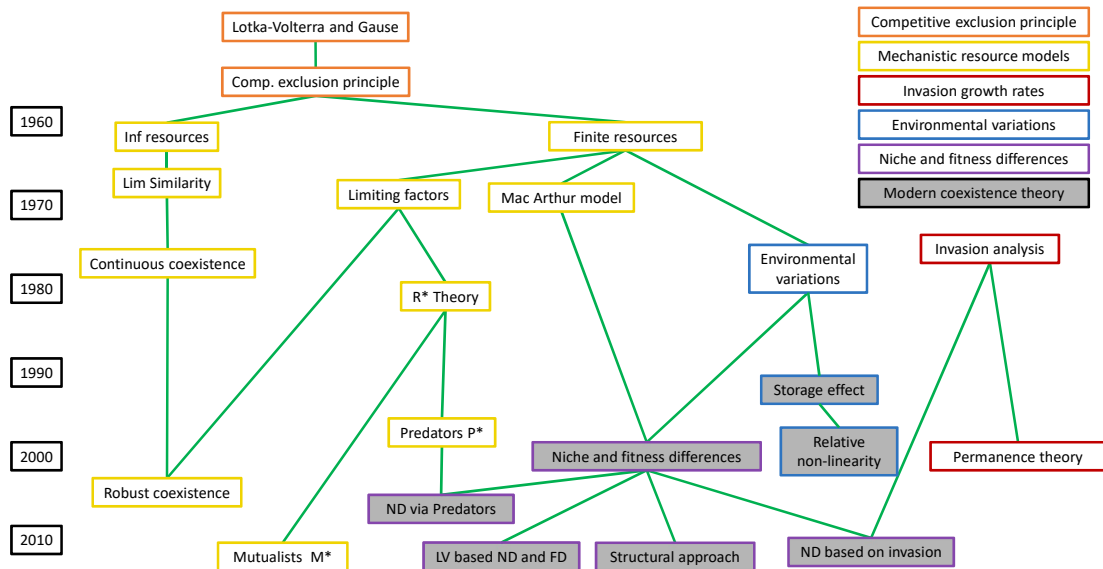 Lotka-Volterra and Gause
Comp. exclusion principle
Competitive exclusion principle
Mechanistic resource models
Invasion growth rates
Environmental variations
Niche and fitness differences
Modern coexistence theory
1960
Inf resources
Finite resources
Lim Similarity
Limiting factors
Mac Arthur model
1970
Continuous coexistence
Environmental
variations
Invasion analysis
1980
R* Theory
1990
Storage effect
Predators P*
2000
Niche and fitness differences
Relative
non-linearity
Permanence theory
Robust coexistence
ND via Predators
2010
Mutualists M*
LV based ND and FD
Structural approach
ND based on invasion